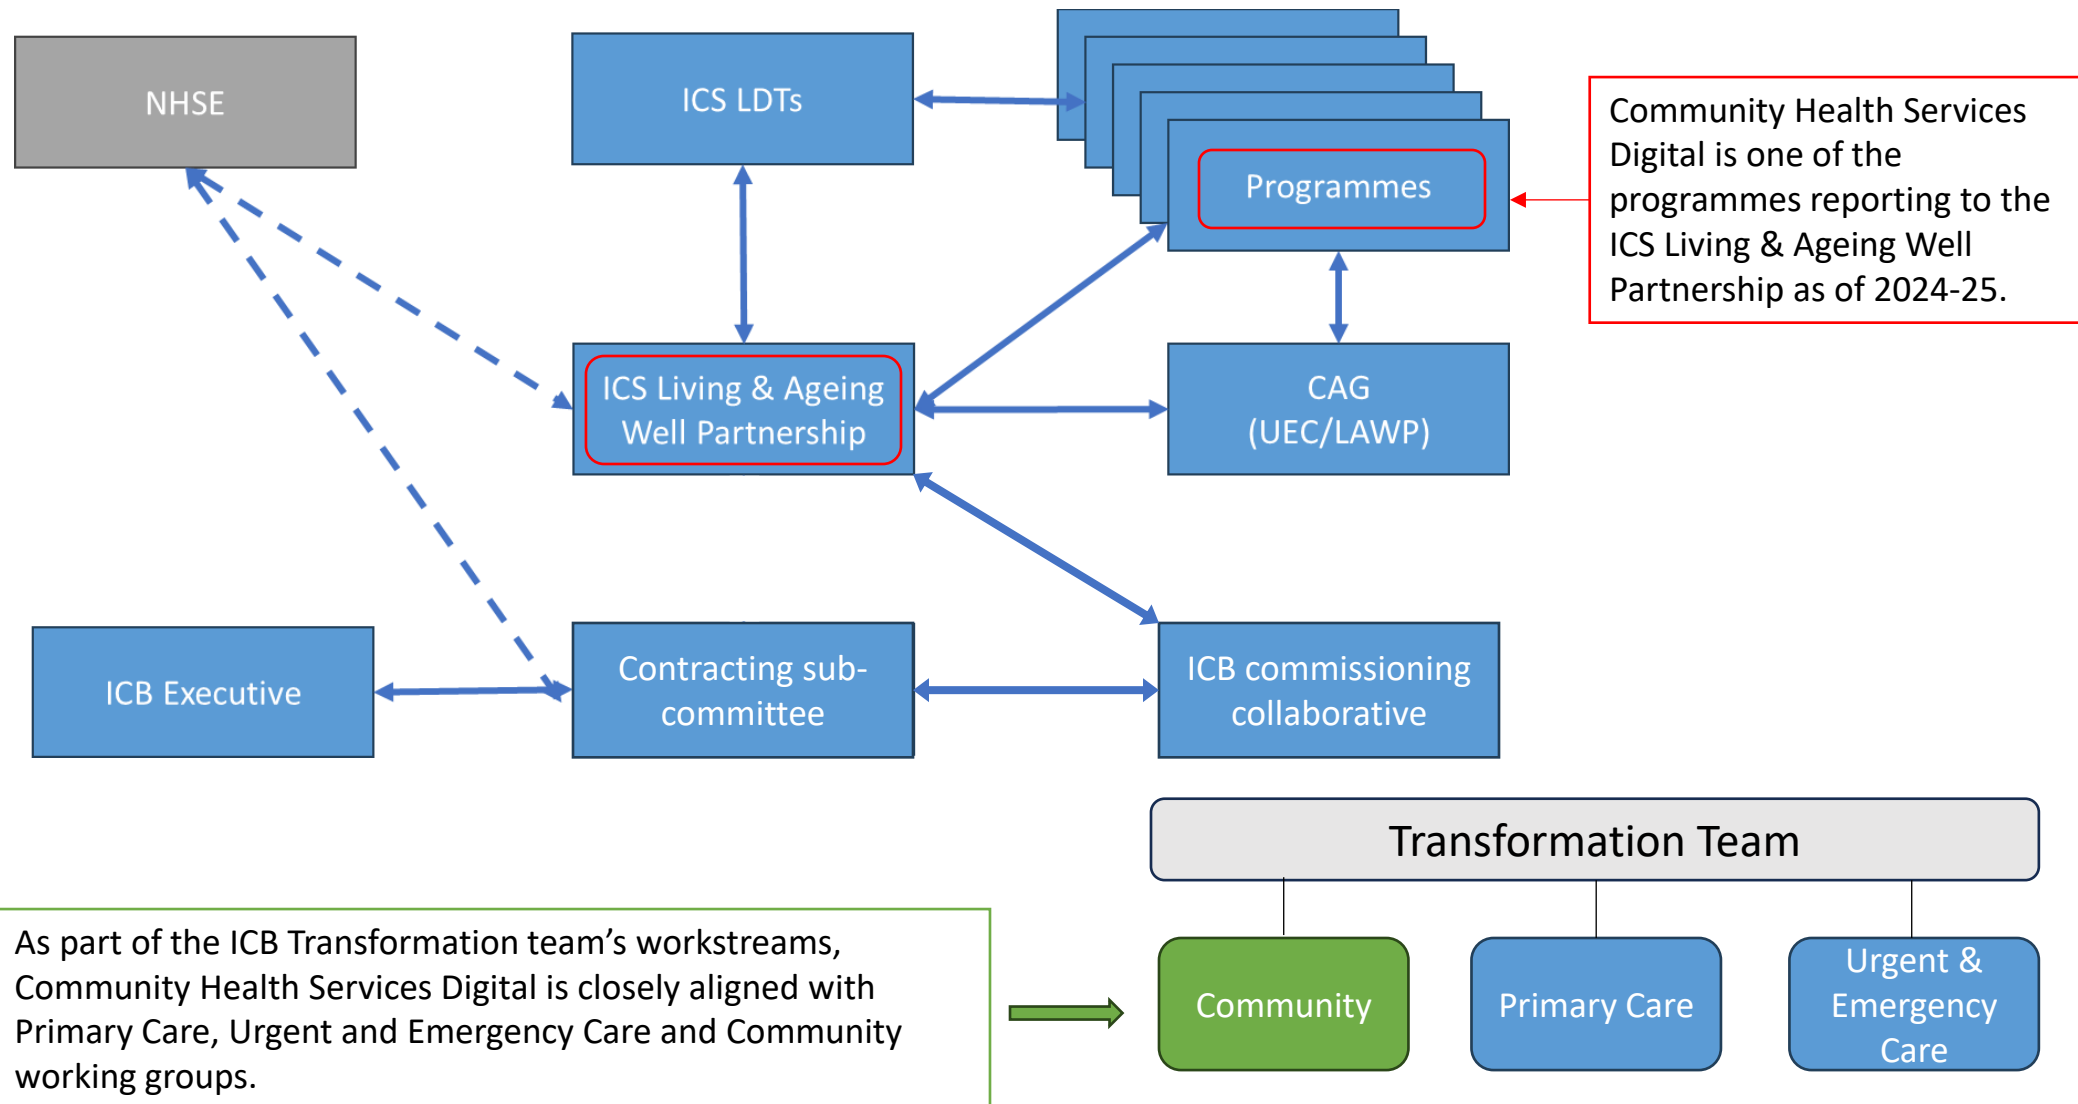 NHSE
ICS LDTs
Programmes
Community Health Services
Digital is one of the
programmes reporting to the
ICS Living & Ageing Well
Partnership as of 2024-25.
ICS Living & Ageing
Well Partnership
CAG
(UEC/LAWP)
ICB Executive
Contracting sub-
committee
ICB commissioning
collaborative
Transformation Team
As part of the ICB Transformation team’s workstreams,
Community Health Services Digital is closely aligned with
Primary Care, Urgent and Emergency Care and Community
working groups.
Community
Primary Care
Urgent &
Emergency
Care